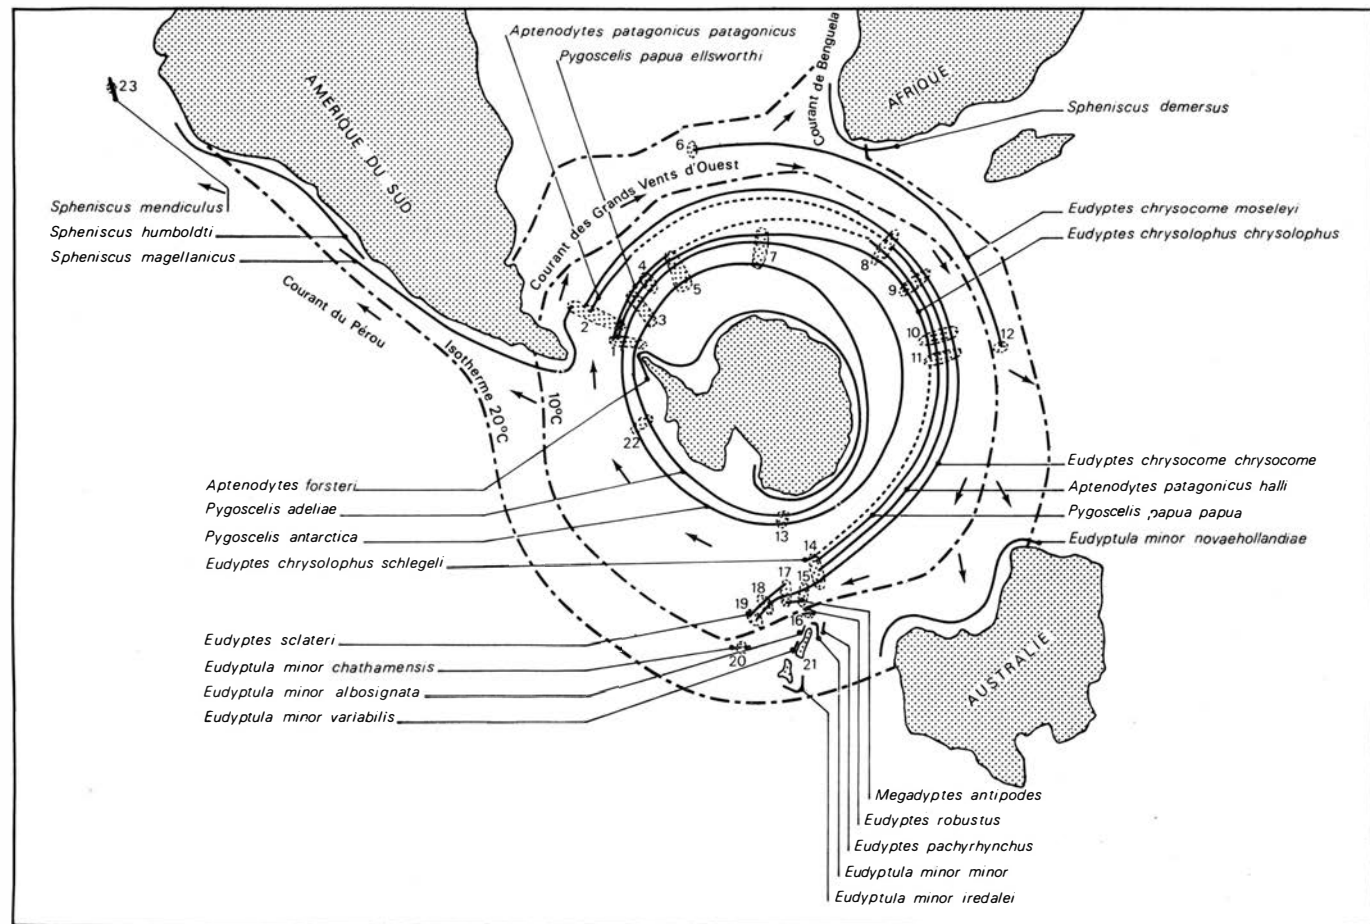 Aptenodytes patagonicus patagonicus
Pygoscelis papua ellsworthi
Courant de Benguela
AFRIQUE
23
AMÉRIQUE DU SUD
Spheniscus demersus
6
Courant des Grands Vents d'Ouest
Spheniscus mendiculus
Spheniscus humboldti
Spheniscus magellanicus
Eudyptes chrysocome moseleyi
Eudyptes chrysolophus chrysolophus
Courant du Pérou
Isotherme 20°C
10°C
4
5
7
8
9
2
3
1
10
11
12
22
Aptenodytes forsteri
Pygoscelis adeliae
Pygoscelis antarctica
Eudyptes chrysolophus schlegeli
Eudyptes chrysocome chrysocome
Aptenodytes patagonicus halli
Pygoscelis papua papua
Eudyptula minor novaehollandiae
13
14
15
17
18
19
16
20
21
Eudyptes sclateri
Eudyptula minor chathamensis
Eudyptula minor albosignata
Eudyptula minor variabilis
AUSTRALIE
Megadyptes antipodes
Eudyptes robustus
Eudyptes pachyrhynchus
Eudyptula minor minor
Eudyptula minor iredalei